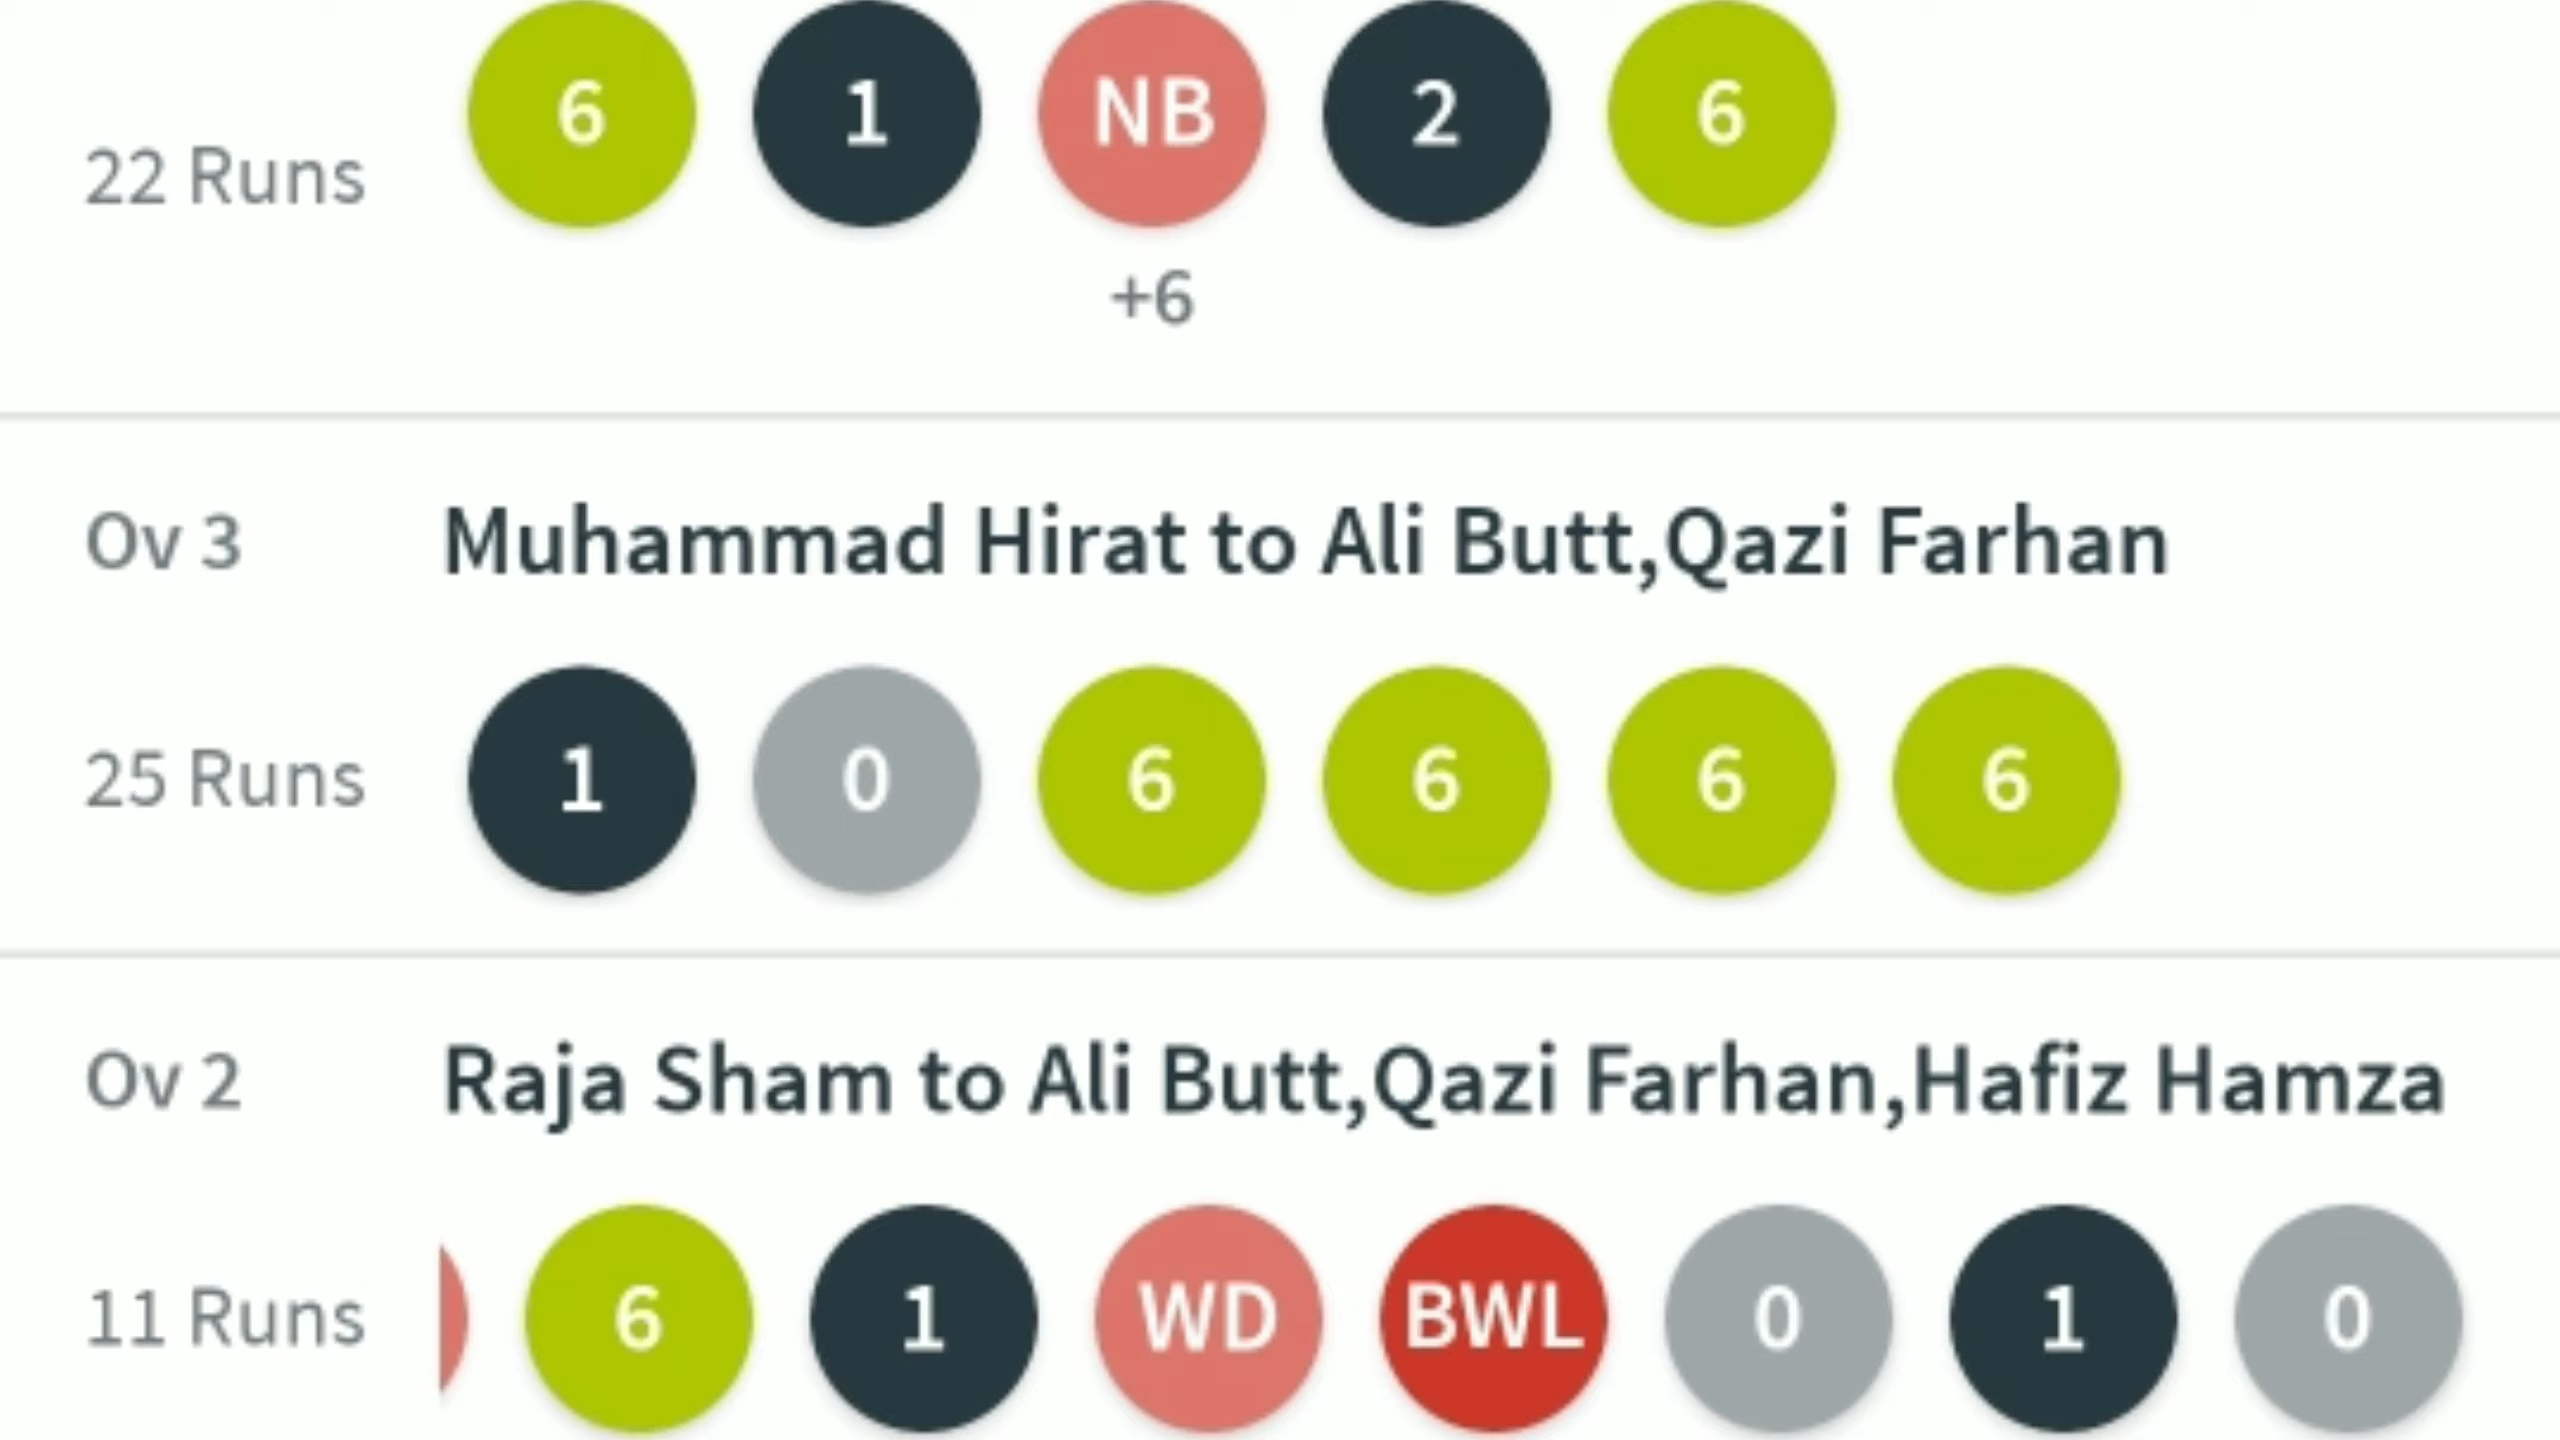 6 1 NB 2 6
22 Runs
+6
Ov 3 Muhammad Hirat to Ali Butt,Qazi Farhan
25 Runs 1 0 6 6 6 6
Ov 2 Raja Sham to Ali Butt,Qazi Farhan,Hafiz Hamza
11 Runs 6 1 WD BWL 0 1 0